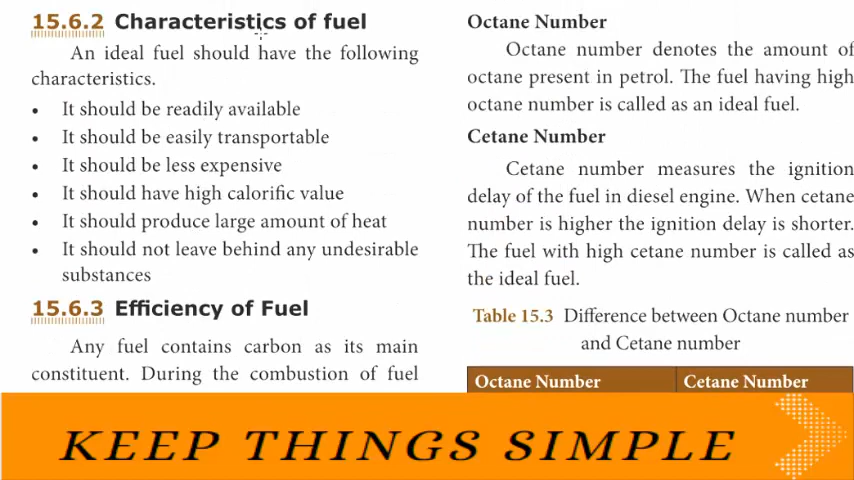 15.6.2 Characteristics of fuel
An ideal fuel should have the following
characteristics.
• It should be readily available
• It should be easily transportable
• It should be less expensive
• It should have high calorific value
• It should produce large amount of heat
• It should not leave behind any undesirable
substances
15.6.3 Efficiency of Fuel
Any fuel contains carbon as its main
constituent. During the combustion of fuel
Octane Number
Octane number denotes the amount of
octane present in petrol. The fuel having high
octane number is called as an ideal fuel.
Cetane Number
Cetane number measures the ignition
delay of the fuel in diesel engine. When cetane
number is higher the ignition delay is shorter.
The fuel with high cetane number is called as
the ideal fuel.
Table 15.3 Difference between Octane number
and Cetane number
Octane Number Cetane Number
KEEP THINGS SIMPLE